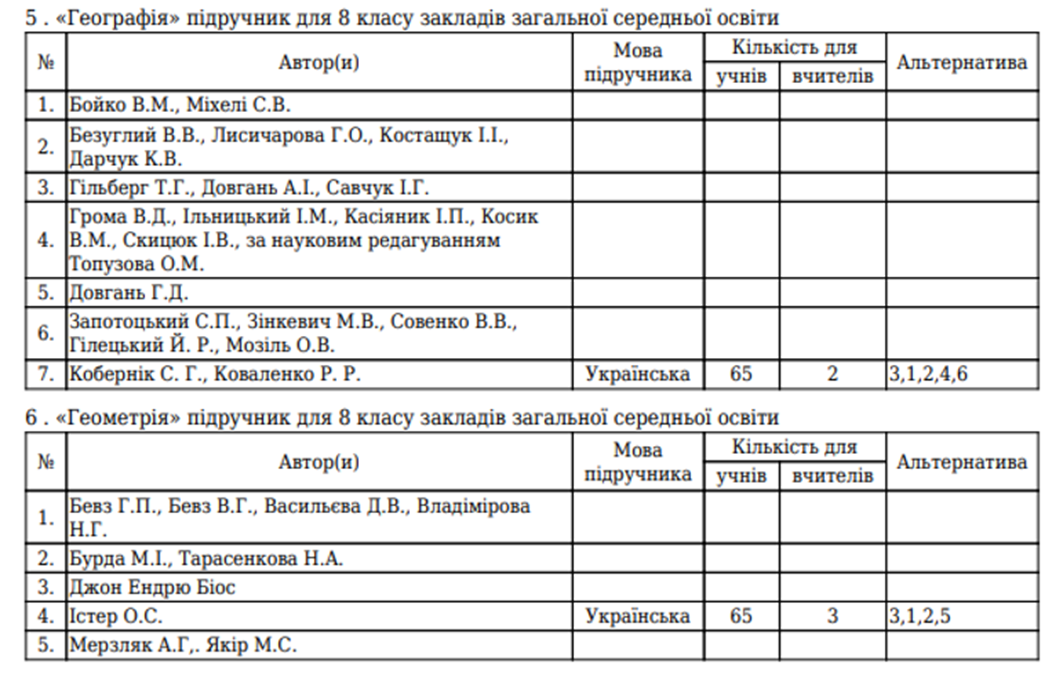 5 . «Географія» підручник для 8 класу закладів загальної середньої освіти
№ Автор(и) Мова підручника Кількість для Альтернатива
учнів вчителів
1. Бойко В.М., Міхелі С.В.
2. Безуглий В.В., Лисичарова Г.О., Костащук І.І.,
Дарчук К.В.
3. Гільберг Т.Г., Довгань А.І., Савчук І.Г.
4. Грома В.Д., Ільницький І.М., Касіяник І.П., Косик
В.М., Скицюк І.В., за науковим редагуванням
Топузова О.М.
5. Довгань Г.Д.
6. Запотоцький С.П., Зінкевич М.В., Совенко В.В.,
Гілецький Й. Р., Мозіль О.В.
7. Кобернік С. Г., Коваленко Р. Р. Українська 65 2 3,1,2,4,6
6 . «Геометрія» підручник для 8 класу закладів загальної середньої освіти
№ Автор(и) Мова підручника Кількість для Альтернатива
учнів вчителів
1. Бевз Г.П., Бевз В.Г., Васильєва Д.В., Владімірова
Н.Г.
2. Бурда М.І., Тарасенкова Н.А.
3. Джон Ендрю Біос
4. Істер О.С. Українська 65 3 3,1,2,5
5. Мерзляк А.Г,. Якір М.С.